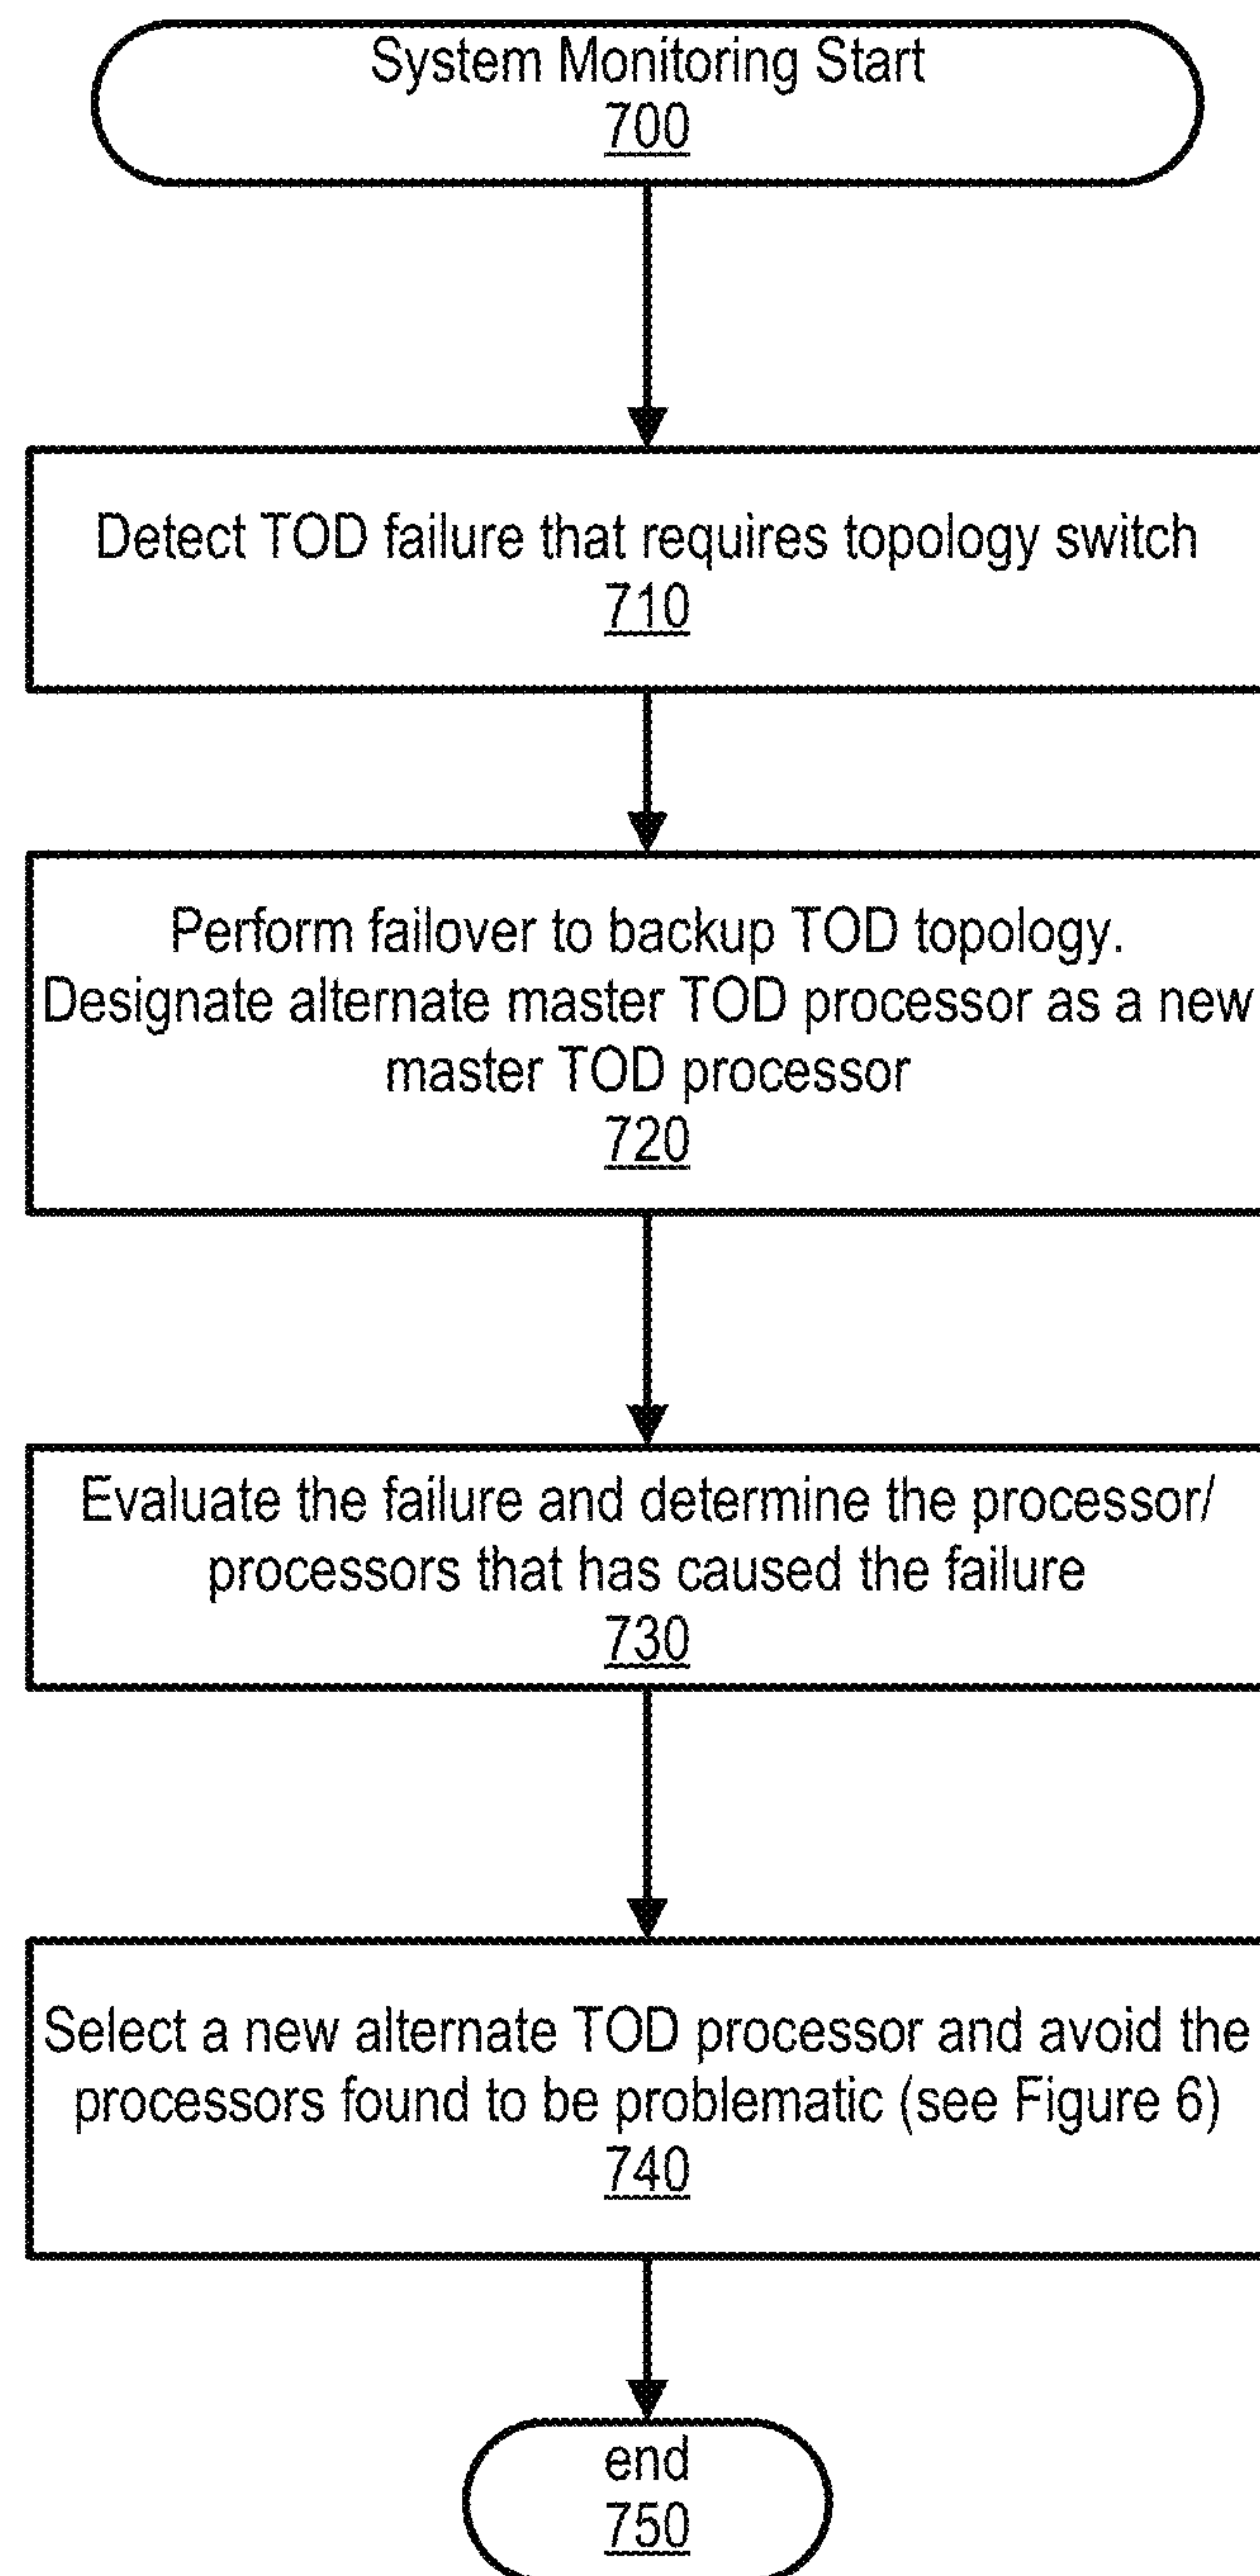 System Monitoring Start
700
Detect TOD failure that requires topology switch
710
Perform failover to backup TOD topology.
Designate alternate master TOD processor as a new
master TOD processor
720
Evaluate the failure and determine the processor/
processors that has caused the failure
730
Select a new alternate TOD processor and avoid the
processors found to be problematic (see Figure 6)
740
end
750